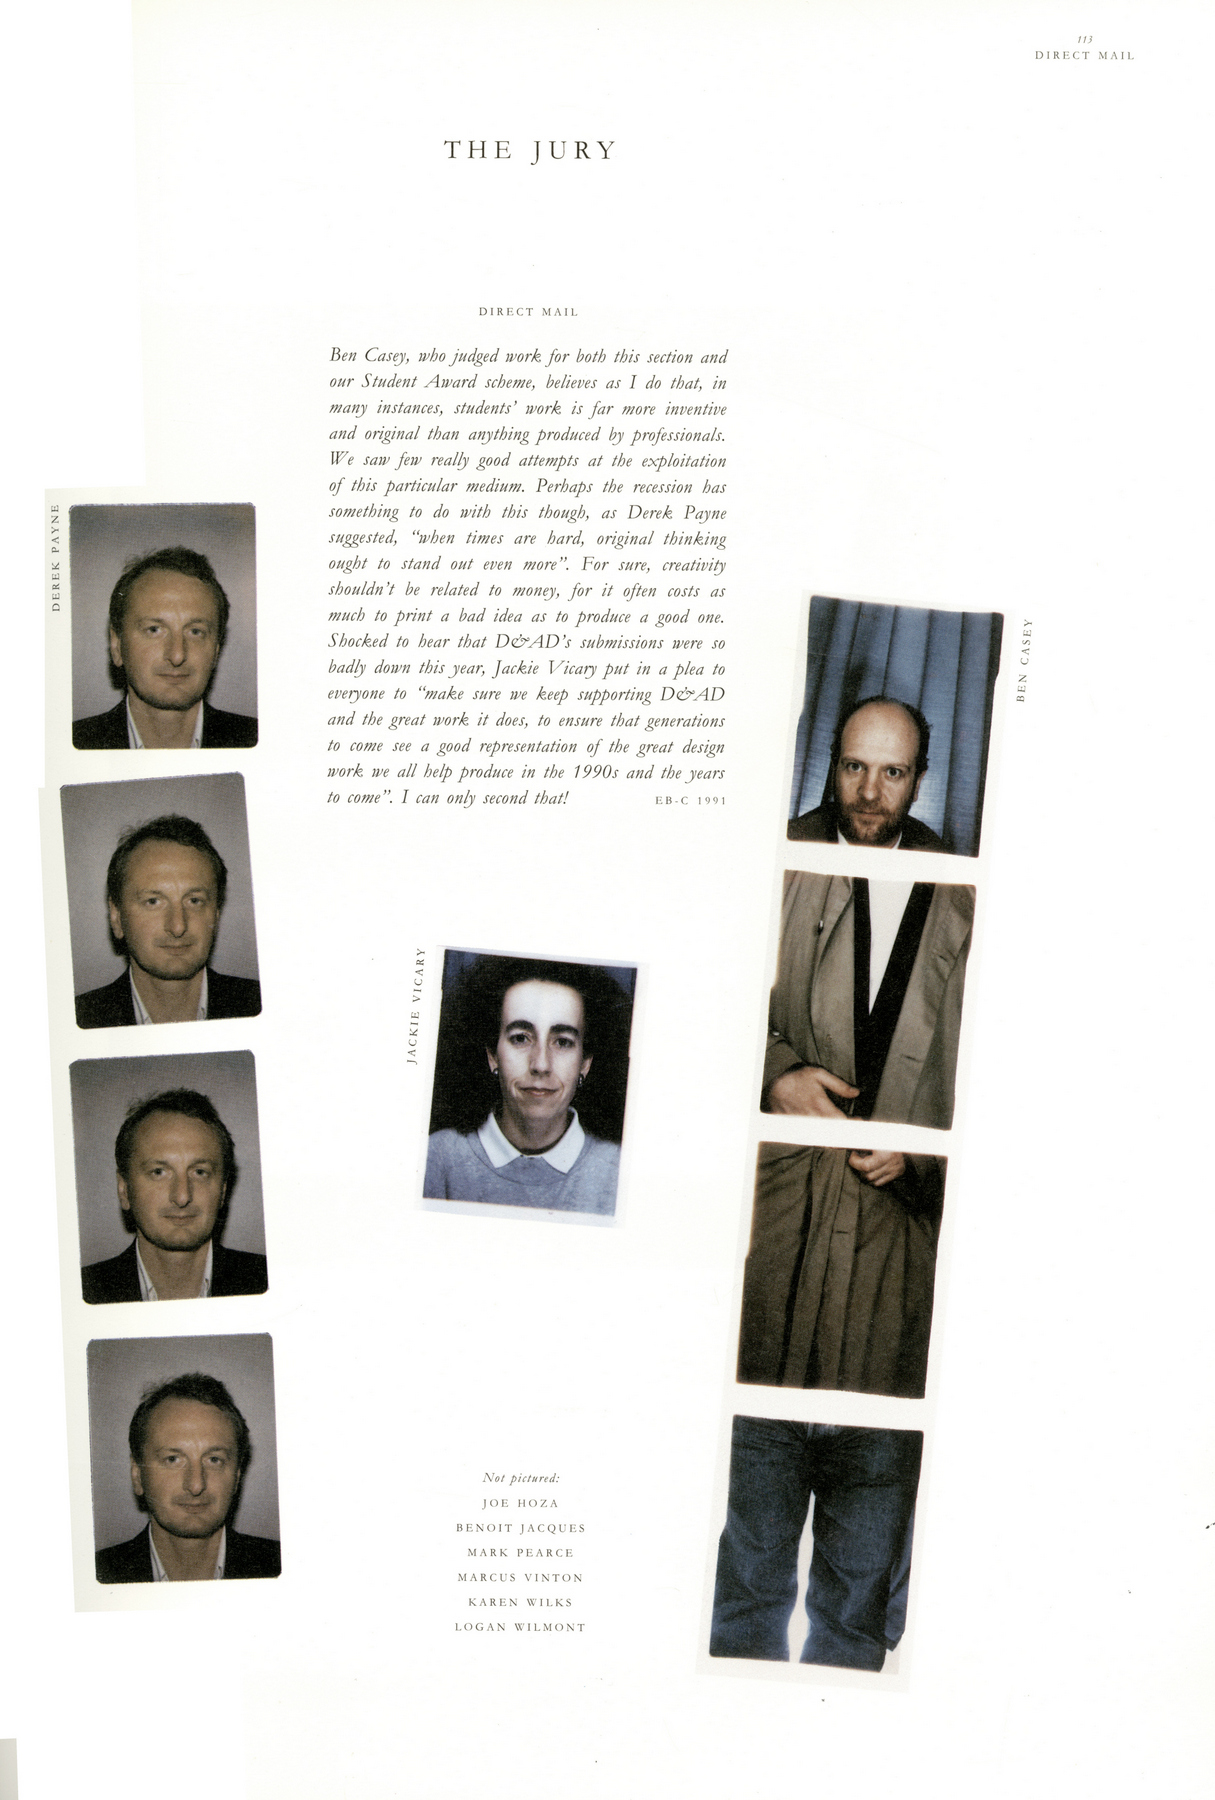 113
DIRECT MAIL
THE JURY
DIRECT MAIL
Ben Casey, who judged work for both this section and
our Student Award scheme, believes as I do that, in
many instances, students' work is far more inventive
and original than anything produced by professionals.
We saw few really good attempts at the exploitation
of this particular medium. Perhaps the recession has
something to do with this though, as Derek Payne
suggested, “when times are hard, original thinking
ought to stand out even more”. For sure, creativity
shouldn't be related to money, for it often costs as
much to print a bad idea as to produce a good one.
Shocked to hear that D&AD's submissions were so
badly down this year, Jackie Vicary put in a plea to
everyone to “make sure we keep supporting D&AD
and the great work it does, to ensure that generations
to come see a good representation of the great design
work we all help produce in the 1990s and the years
to come”. I can only second that! EB-C 1991
DEREK PAYNE
BEN CASEY
JACKIE VICARY
Not pictured:
JOE HOZA
BENOIT JACQUES
MARK PEARCE
MARCUS VINTON
KAREN WILKS
LOGAN WILMONT